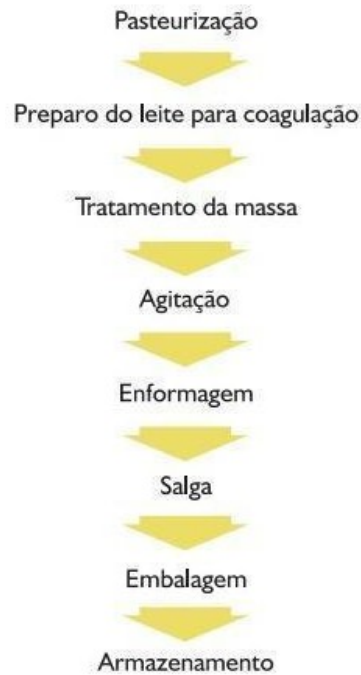 Pasteurização
Preparo do leite para coagulação
Tratamento da massa
Agitação
Enformagem
Salga
Embalagem
Armazenamento